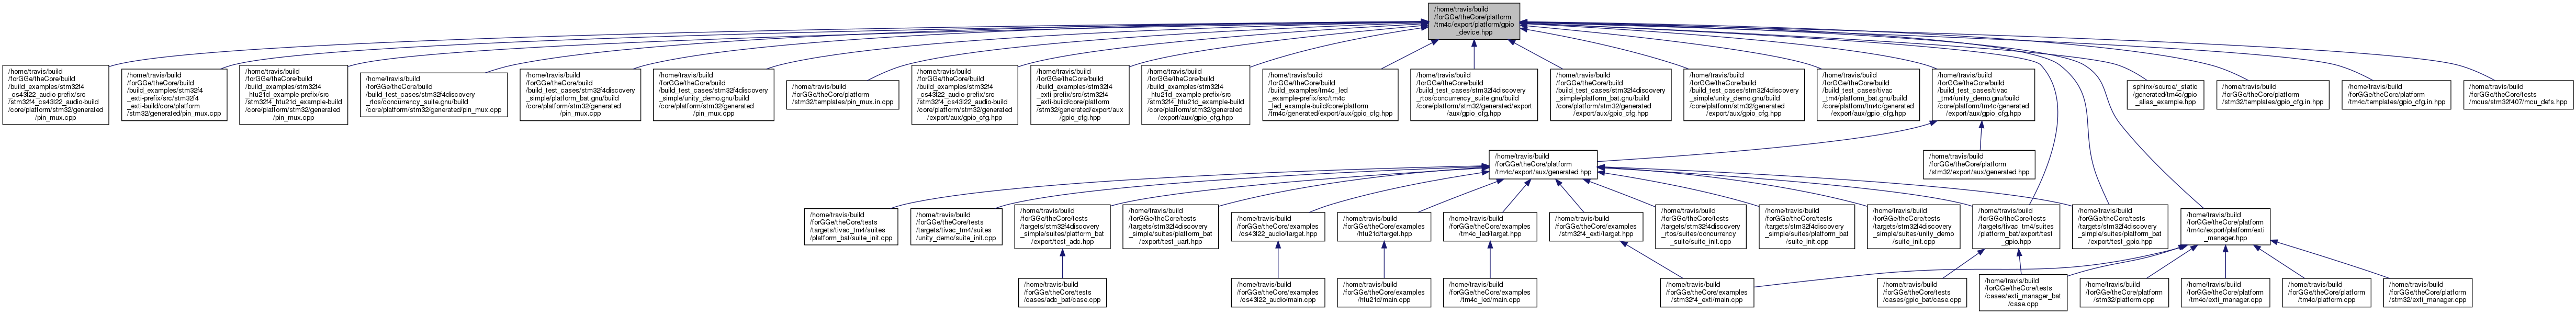 /home/travis/build
/forGGe/theCore/platform
/tm4c/export/platform/gpio
_device.hpp
/home/travis/build
/forGGe/theCore/build
/build_examples/stm32f4
_cs43l22_audio-prefix/src
/stm32f4_cs43l22_audio-build
/core/platform/stm32/generated
/pin_mux.cpp
/home/travis/build
/forGGe/theCore/build
/build_examples/stm32f4
_exti-prefix/src/stm32f4
_exti-build/core/platform
/stm32/generated/pin_mux.cpp
/home/travis/build
/forGGe/theCore/build
/build_examples/stm32f4
_htu21d_example-prefix/src
/stm32f4_htu21d_example-build
/core/platform/stm32/generated
/pin_mux.cpp
/home/travis/build
/forGGe/theCore/build
/build_test_cases/stm32f4discovery
_rtos/concurrency_suite.gnu/build
/core/platform/stm32/generated/pin_mux.cpp
/home/travis/build
/forGGe/theCore/build
/build_test_cases/stm32f4discovery
_simple/platform_bat.gnu/build
/core/platform/stm32/generated
/pin_mux.cpp
/home/travis/build
/forGGe/theCore/build
/build_test_cases/stm32f4discovery
_simple/unity_demo.gnu/build
/core/platform/stm32/generated
/pin_mux.cpp
/home/travis/build
/forGGe/theCore/platform
/stm32/templates/pin_mux.in.cpp
/home/travis/build
/forGGe/theCore/build
/build_examples/stm32f4
_cs43l22_audio-prefix/src
/stm32f4_cs43l22_audio-build
/core/platform/stm32/generated
/export/aux/gpio_cfg.hpp
/home/travis/build
/forGGe/theCore/build
/build_examples/stm32f4
_exti-prefix/src/stm32f4
_exti-build/core/platform
/stm32/generated/export/aux
/gpio_cfg.hpp
/home/travis/build
/forGGe/theCore/build
/build_examples/stm32f4
_htu21d_example-prefix/src
/stm32f4_htu21d_example-build
/core/platform/stm32/generated
/export/aux/gpio_cfg.hpp
/home/travis/build
/forGGe/theCore/build
/build_examples/tm4c_led
_example-prefix/src/tm4c
_led_example-build/core/platform
/tm4c/generated/export/aux/gpio_cfg.hpp
/home/travis/build
/forGGe/theCore/build
/build_test_cases/stm32f4discovery
_rtos/concurrency_suite.gnu/build
/core/platform/stm32/generated/export
/aux/gpio_cfg.hpp
/home/travis/build
/forGGe/theCore/build
/build_test_cases/stm32f4discovery
_simple/platform_bat.gnu/build
/core/platform/stm32/generated
/export/aux/gpio_cfg.hpp
/home/travis/build
/forGGe/theCore/build
/build_test_cases/stm32f4discovery
_simple/unity_demo.gnu/build
/core/platform/stm32/generated
/export/aux/gpio_cfg.hpp
/home/travis/build
/forGGe/theCore/build
/build_test_cases/tivac
_tm4/platform_bat.gnu/build
/core/platform/tm4c/generated
/export/aux/gpio_cfg.hpp
/home/travis/build
/forGGe/theCore/build
/build_test_cases/tivac
_tm4/unity_demo.gnu/build
/core/platform/tm4c/generated
/export/aux/gpio_cfg.hpp
sphinx/source/_static
/generated/tm4c/gpio
_alias_example.hpp
/home/travis/build
/forGGe/theCore/platform
/stm32/templates/gpio_cfg.in.hpp
/home/travis/build
/forGGe/theCore/platform
/tm4c/templates/gpio_cfg.in.hpp
/home/travis/build
/forGGe/theCore/tests
/mcus/stm32f407/mcu_defs.hpp
/home/travis/build
/forGGe/theCore/platform
/tm4c/export/aux/generated.hpp
/home/travis/build
/forGGe/theCore/platform
/stm32/export/aux/generated.hpp
/home/travis/build
/forGGe/theCore/tests
/targets/tivac_tm4/suites
/platform_bat/suite_init.cpp
/home/travis/build
/forGGe/theCore/tests
/targets/tivac_tm4/suites
/unity_demo/suite_init.cpp
/home/travis/build
/forGGe/theCore/tests
/targets/stm32f4discovery
_simple/suites/platform_bat
/export/test_adc.hpp
/home/travis/build
/forGGe/theCore/tests
/targets/stm32f4discovery
_simple/suites/platform_bat
/export/test_uart.hpp
/home/travis/build
/forGGe/theCore/examples
/cs43l22_audio/target.hpp
/home/travis/build
/forGGe/theCore/examples
/htu21d/target.hpp
/home/travis/build
/forGGe/theCore/examples
/tm4c_led/target.hpp
/home/travis/build
/forGGe/theCore/examples
/stm32f4_exti/target.hpp
/home/travis/build
/forGGe/theCore/tests
/targets/stm32f4discovery
_rtos/suites/concurrency
_suite/suite_init.cpp
/home/travis/build
/forGGe/theCore/tests
/targets/stm32f4discovery
_simple/suites/platform_bat
/suite_init.cpp
/home/travis/build
/forGGe/theCore/tests
/targets/stm32f4discovery
_simple/suites/unity_demo
/suite_init.cpp
/home/travis/build
/forGGe/theCore/tests
/targets/tivac_tm4/suites
/platform_bat/export/test
_gpio.hpp
/home/travis/build
/forGGe/theCore/tests
/targets/stm32f4discovery
_simple/suites/platform_bat
/export/test_gpio.hpp
/home/travis/build
/forGGe/theCore/platform
/tm4c/export/platform/exti
_manager.hpp
/home/travis/build
/forGGe/theCore/tests
/cases/adc_bat/case.cpp
/home/travis/build
/forGGe/theCore/examples
/cs43l22_audio/main.cpp
/home/travis/build
/forGGe/theCore/examples
/htu21d/main.cpp
/home/travis/build
/forGGe/theCore/examples
/tm4c_led/main.cpp
/home/travis/build
/forGGe/theCore/examples
/stm32f4_exti/main.cpp
/home/travis/build
/forGGe/theCore/tests
/cases/gpio_bat/case.cpp
/home/travis/build
/forGGe/theCore/tests
/cases/exti_manager_bat
/case.cpp
/home/travis/build
/forGGe/theCore/platform
/stm32/platform.cpp
/home/travis/build
/forGGe/theCore/platform
/tm4c/exti_manager.cpp
/home/travis/build
/forGGe/theCore/platform
/tm4c/platform.cpp
/home/travis/build
/forGGe/theCore/platform
/stm32/exti_manager.cpp